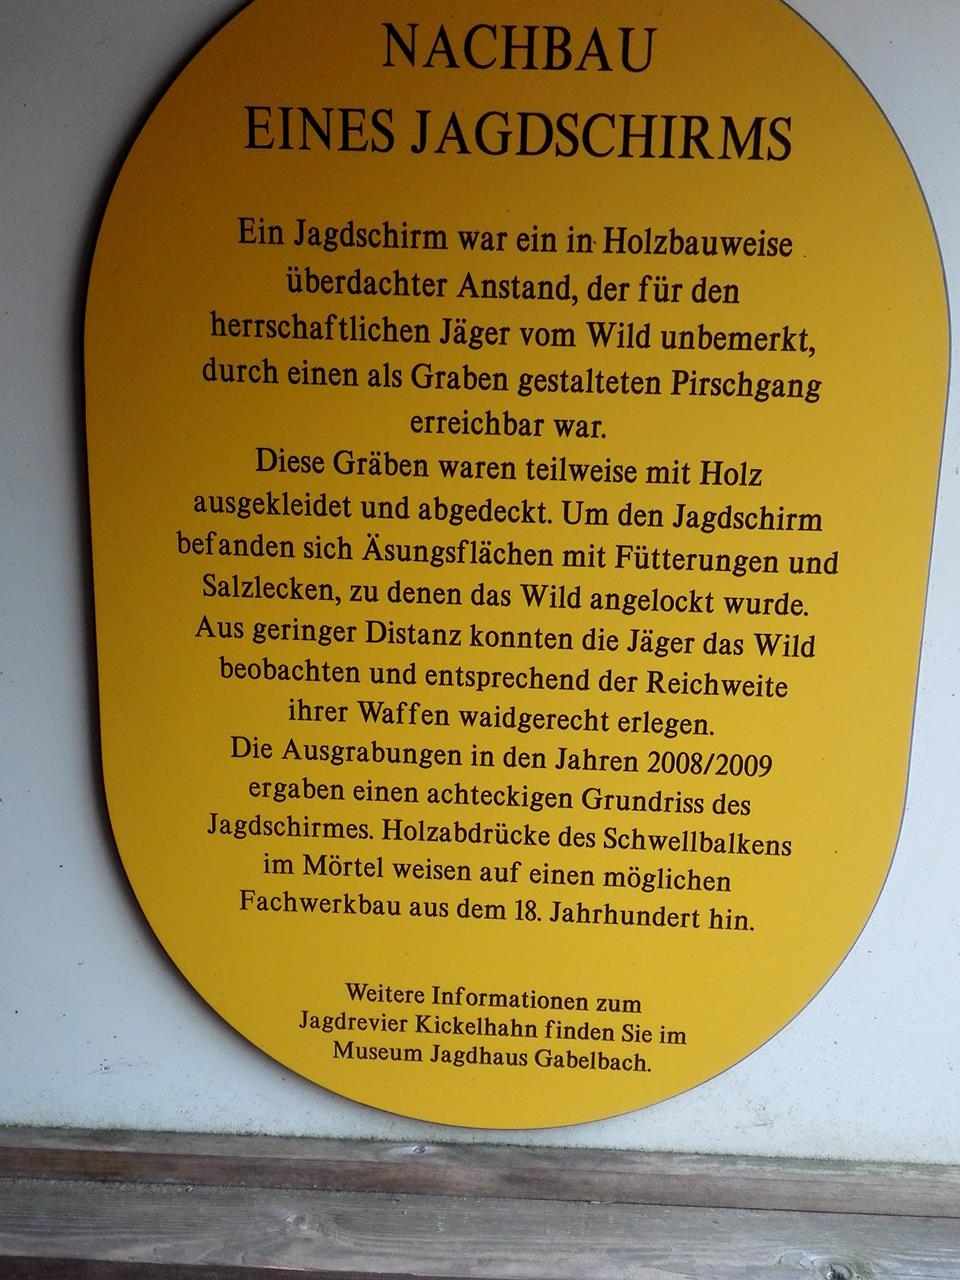 NACHBAU
EINES JAGDSCHIRMS
Ein Jagdschirm war ein in Holzbauweise
überdachter Anstand, der für den
herrschaftlichen Jäger vom Wild unbemerkt,
durch einen als Graben gestalteten Pirschgang
erreichbar war.
Diese Gräben waren teilweise mit Holz
ausgekleidet und abgedeckt. Um den Jagdschirm
befanden sich Äsungsflächen mit Fütterungen und
Salzlecken, zu denen das Wild angelockt wurde.
Aus geringer Distanz konnten die Jäger das Wild
beobachten und entsprechend der Reichweite
ihrer Waffen waidgerecht erlegen.
Die Ausgrabungen in den Jahren 2008/2009
ergaben einen achteckigen Grundriss des
Jagdschirmes. Holzabdrücke des Schwellbalkens
im Mörtel weisen auf einen möglichen
Fachwerkbau aus dem 18. Jahrhundert hin.
Weitere Informationen zum
Jagdrevier Kickelhahn finden Sie im
Museum Jagdhaus Gabelbach.